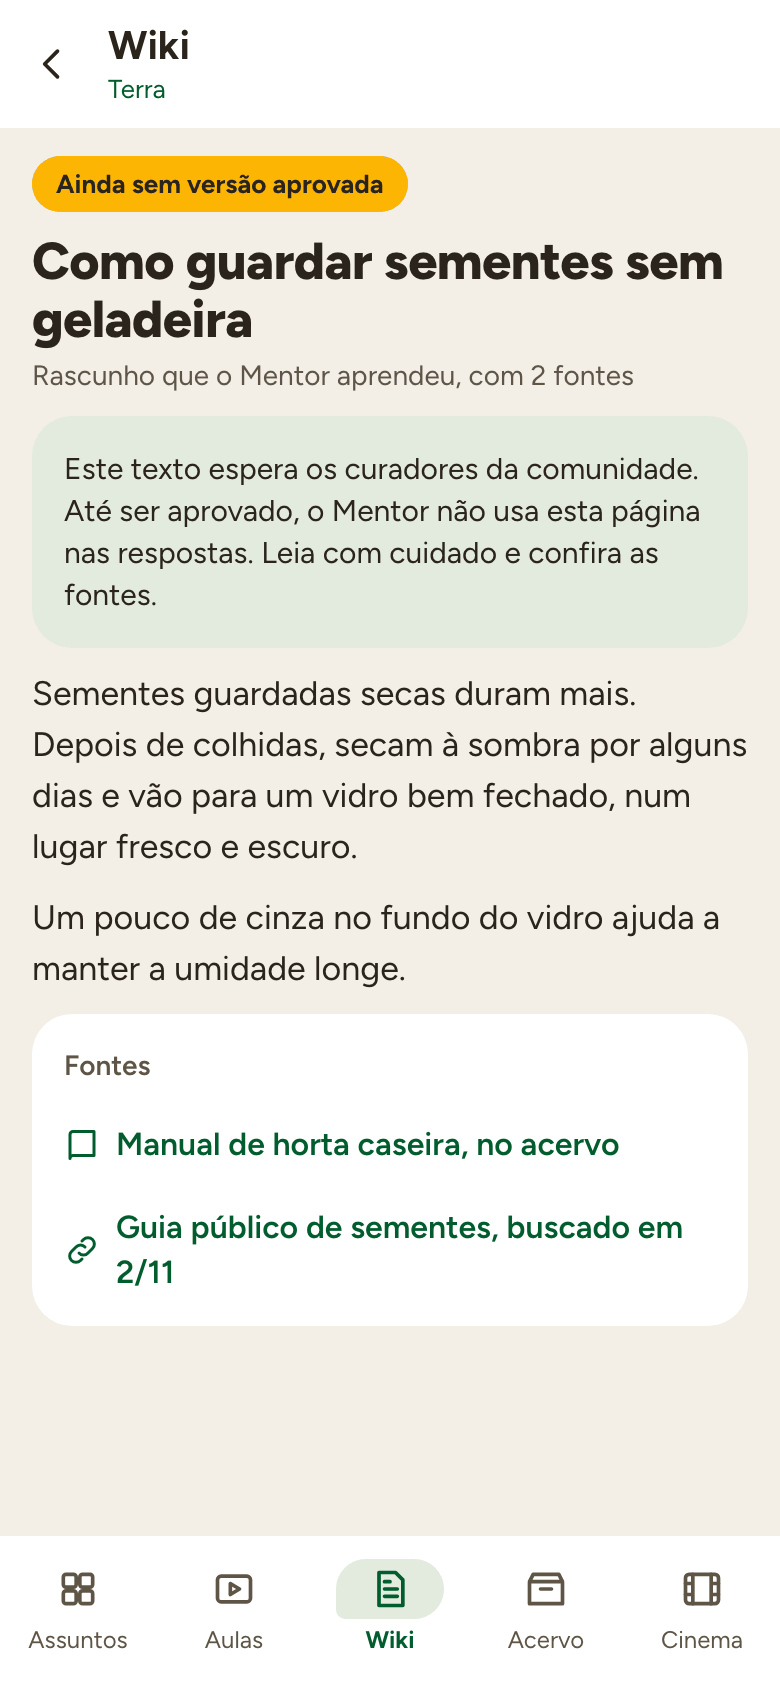 Wiki
Terra
Ainda sem versão aprovada
Como guardar sementes sem
geladeira
Rascunho que o Mentor aprendeu, com 2 fontes
Este texto espera os curadores da comunidade.
Até ser aprovado, o Mentor não usa esta página
nas respostas. Leia com cuidado e confira as
fontes.
Sementes guardadas secas duram mais.
Depois de colhidas, secam à sombra por alguns
dias e vão para um vidro bem fechado, num
lugar fresco e escuro.
Um pouco de cinza no fundo do vidro ajuda a
manter a umidade longe.
Fontes
Manual de horta caseira, no acervo
Guia público de sementes, buscado em
2/11
Assuntos
Aulas
Wiki
Acervo
Cinema